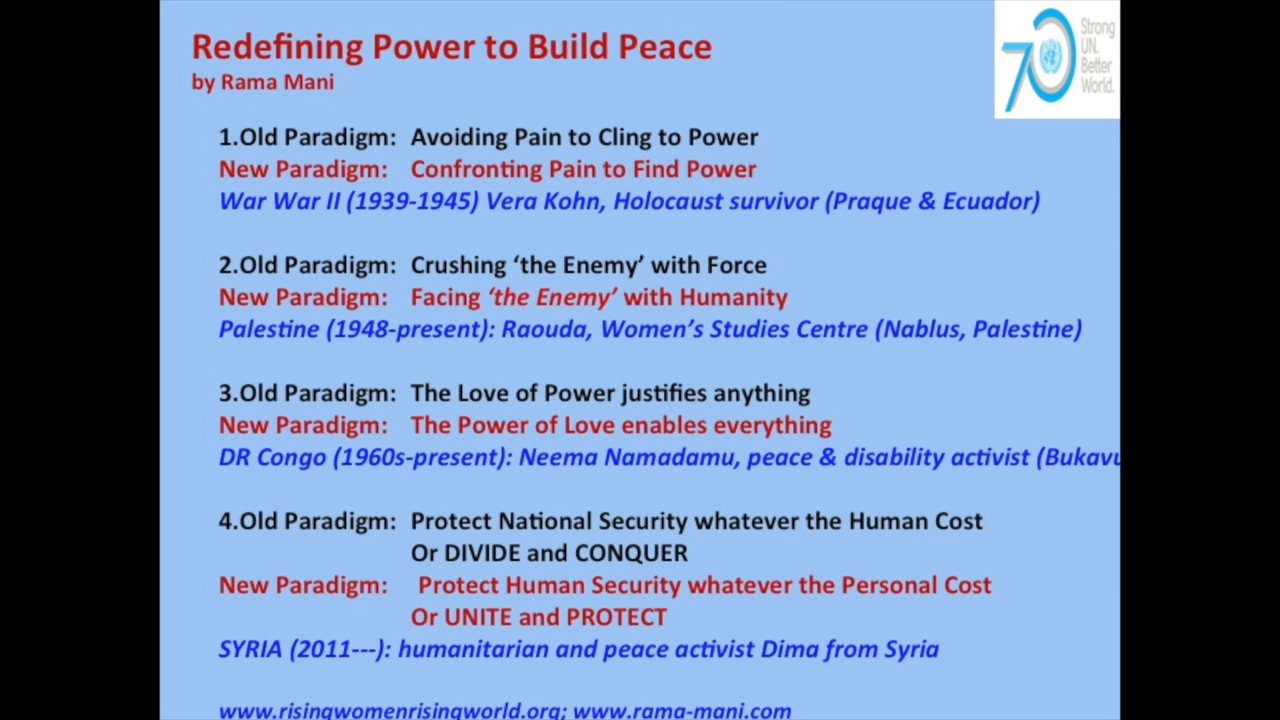 Redefining Power to Build Peace
by Rama Mani
70
Strong
UN.
Better
World.
1.Old Paradigm: Avoiding Pain to Cling to Power
New Paradigm: Confronting Pain to Find Power
War War II (1939-1945) Vera Kohn, Holocaust survivor (Praque & Ecuador)
2.Old Paradigm: Crushing ‘the Enemy’ with Force
New Paradigm: Facing ‘the Enemy’ with Humanity
Palestine (1948-present): Raouda, Women’s Studies Centre (Nablus, Palestine)
3.Old Paradigm: The Love of Power justifies anything
New Paradigm: The Power of Love enables everything
DR Congo (1960s-present): Neema Namadamu, peace & disability activist (Bukavu
4.Old Paradigm: Protect National Security whatever the Human Cost
Or DIVIDE and CONQUER
New Paradigm: Protect Human Security whatever the Personal Cost
Or UNITE and PROTECT
SYRIA (2011---): humanitarian and peace activist Dima from Syria
www.risingwomenrisingworld.org; www.rama-mani.com